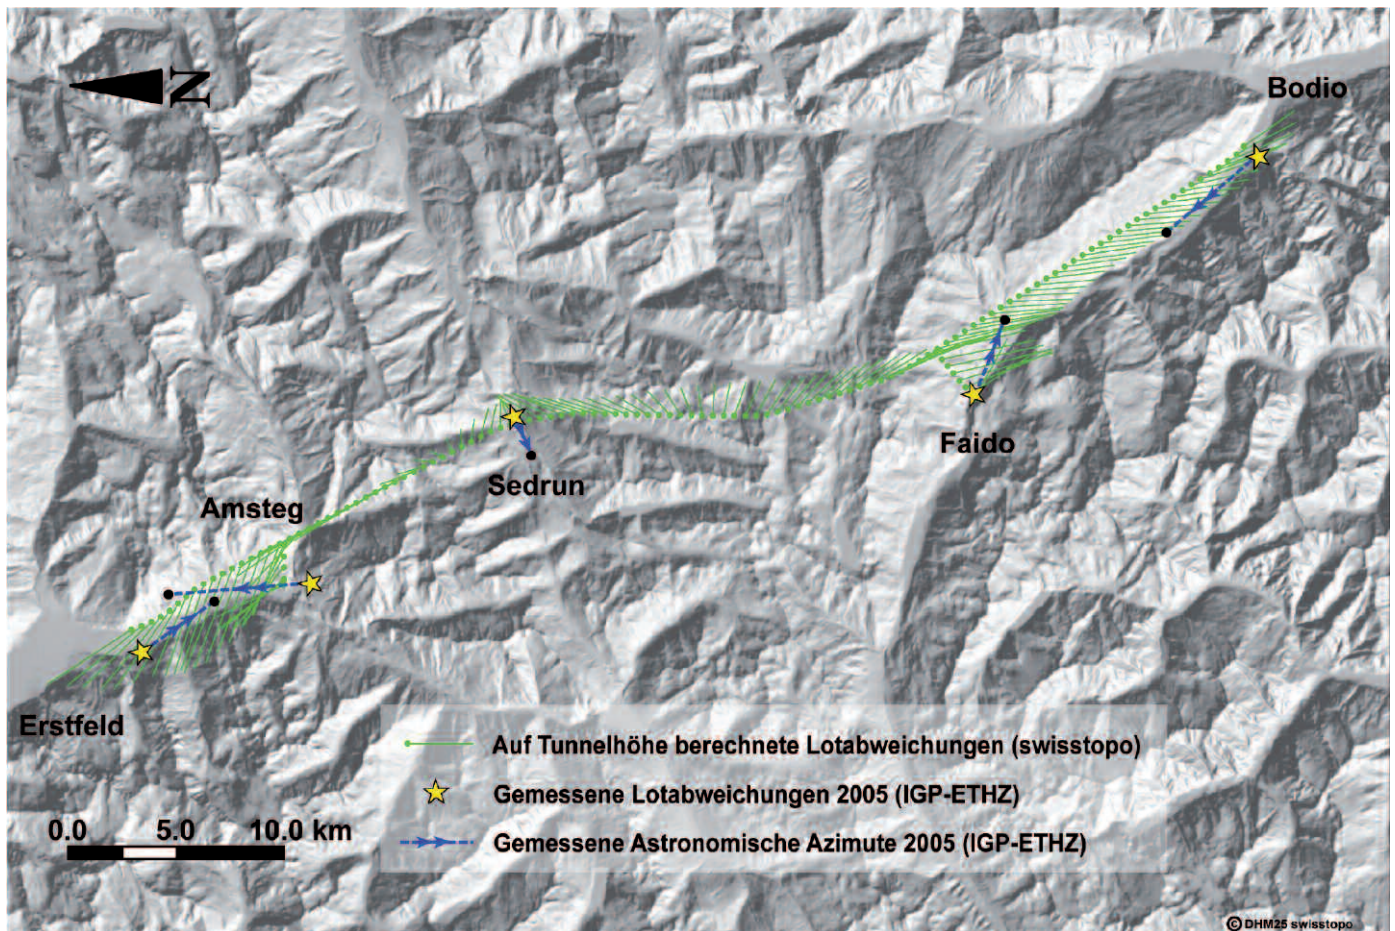 N
Bodio
Faido
Sedrun
Amsteg
Erstfeld
Auf Tunnelhöhe berechnete Lotabweichungen (swisstopo)
Gemessene Lotabweichungen 2005 (IGP-ETHZ)
Gemessene Astronomische Azimute 2005 (IGP-ETHZ)
0.0 5.0 10.0 km
© DHM25 swisstopo